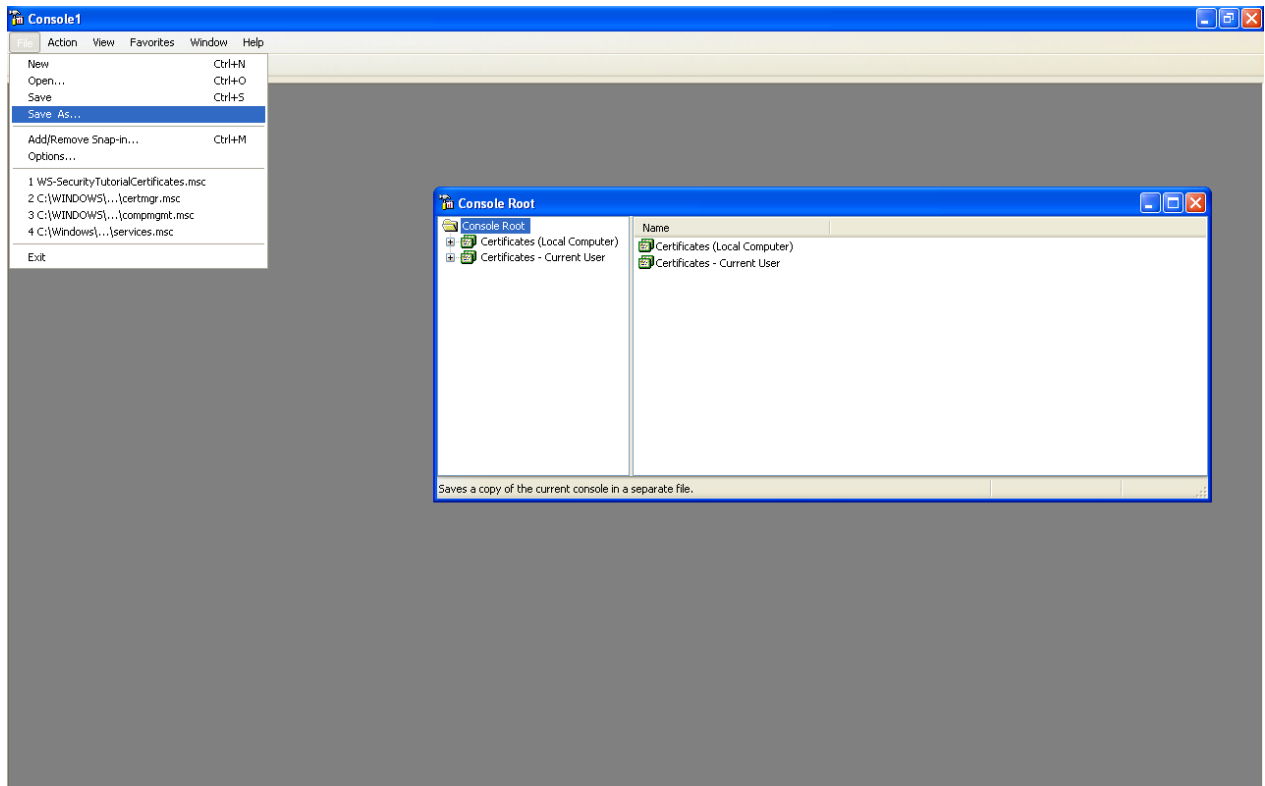 Console1
File Action View Favorites Window Help
New Ctrl+N
Open... Ctrl+O
Save Ctrl+S
Save As...
Add/Remove Snap-in... Ctrl+M
Options...
1 WS-SecurityTutorialCertificates.msc
2 C:\WINDOWS\...\certmgr.msc
3 C:\WINDOWS\...\compmgmt.msc
4 C:\Windows\...\services.msc
Exit
Console Root
Console Root
Certificates (Local Computer)
Certificates - Current User
Name
Certificates (Local Computer)
Certificates - Current User
Saves a copy of the current console in a separate file.